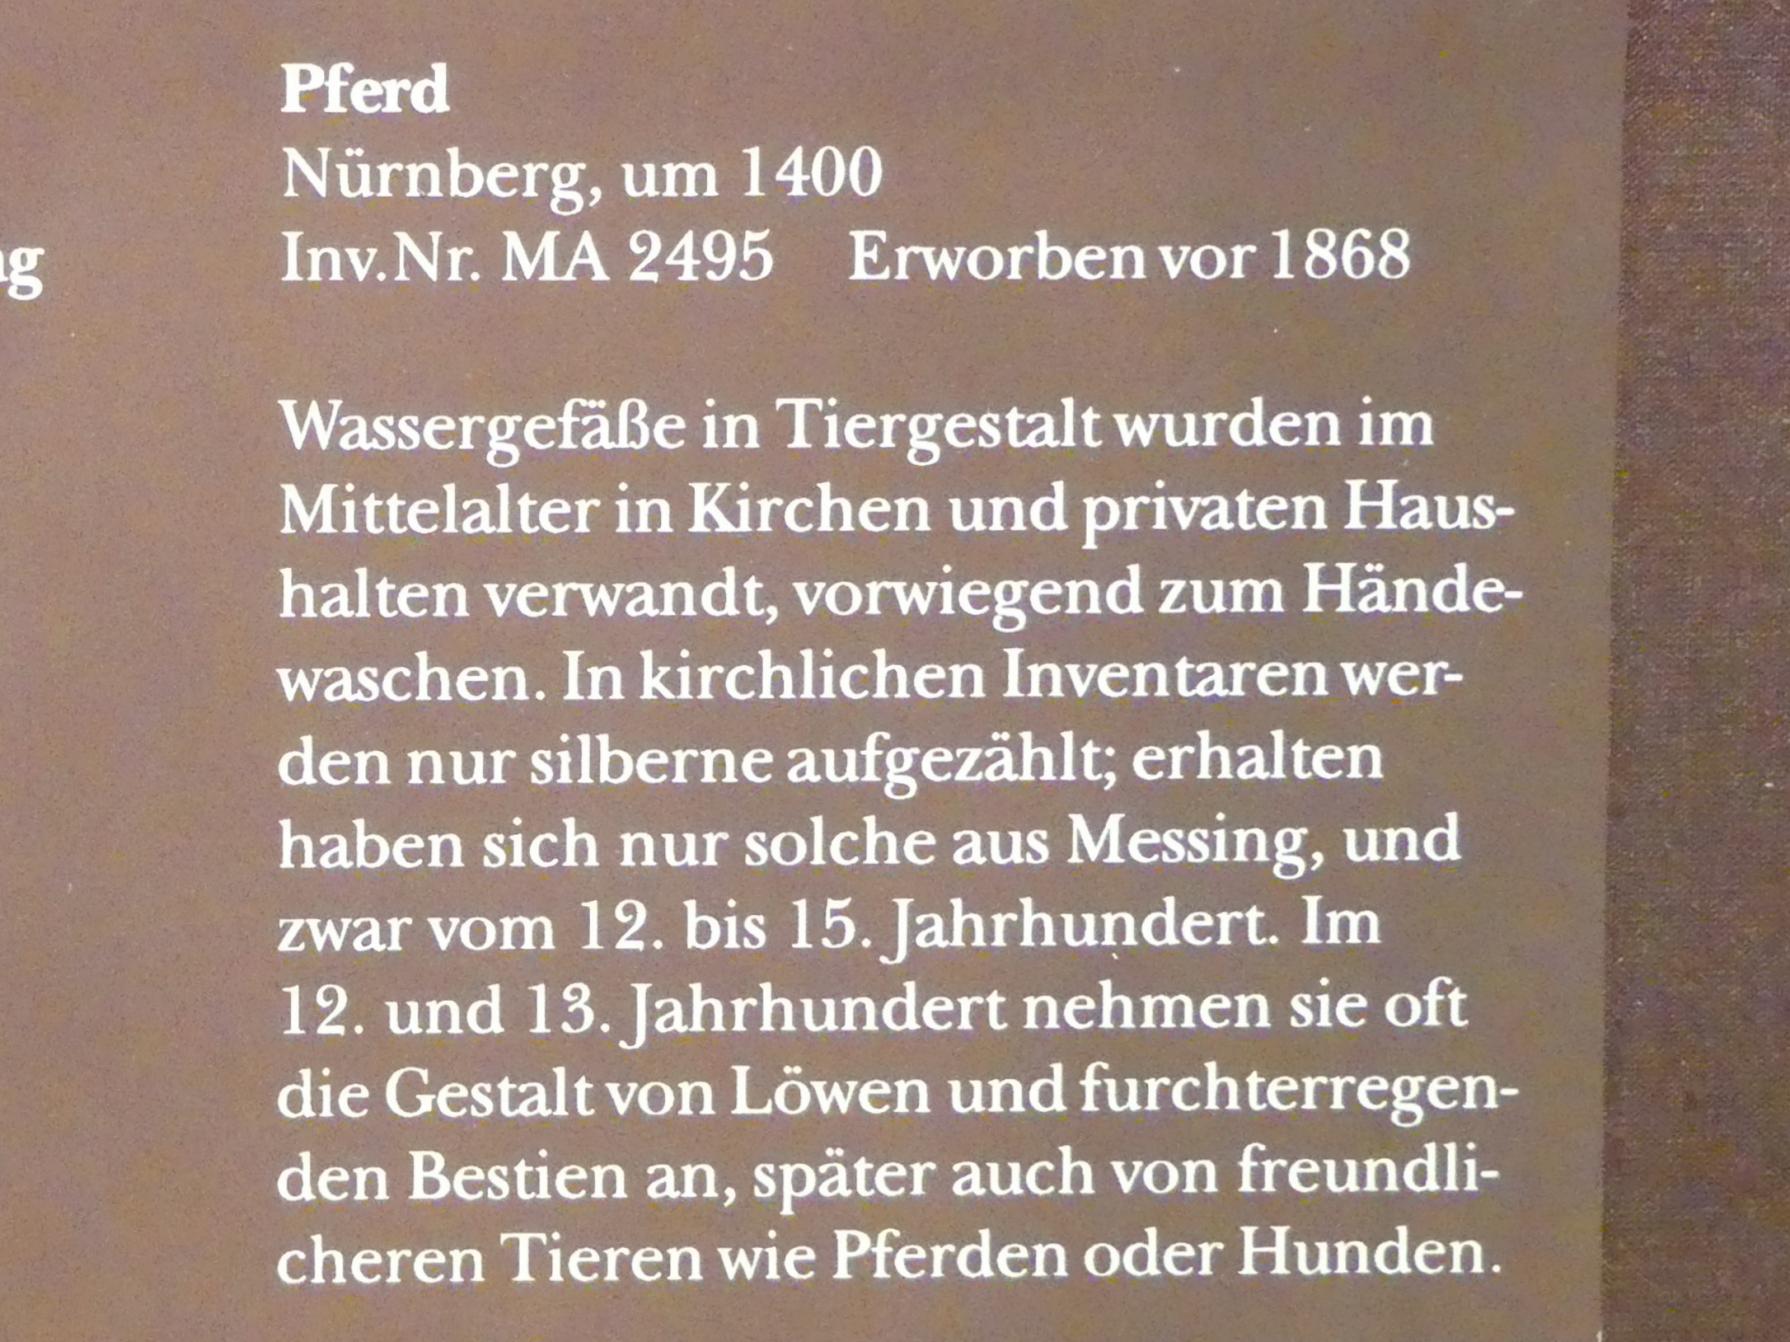 Pferd
Nürnberg, um 1400
Inv.Nr. MA 2495 Erworben vor 1868
Wassergefäße in Tiergestalt wurden im
Mittelalter in Kirchen und privaten Haus-
halten verwandt, vorwiegend zum Hände-
waschen. In kirchlichen Inventaren wer-
den nur silberne aufgezählt; erhalten
haben sich nur solche aus Messing, und
zwar vom 12. bis 15. Jahrhundert. Im
12. und 13. Jahrhundert nehmen sie oft
die Gestalt von Löwen und furchterregen-
den Bestien an, später auch von freundli-
cheren Tieren wie Pferden oder Hunden.